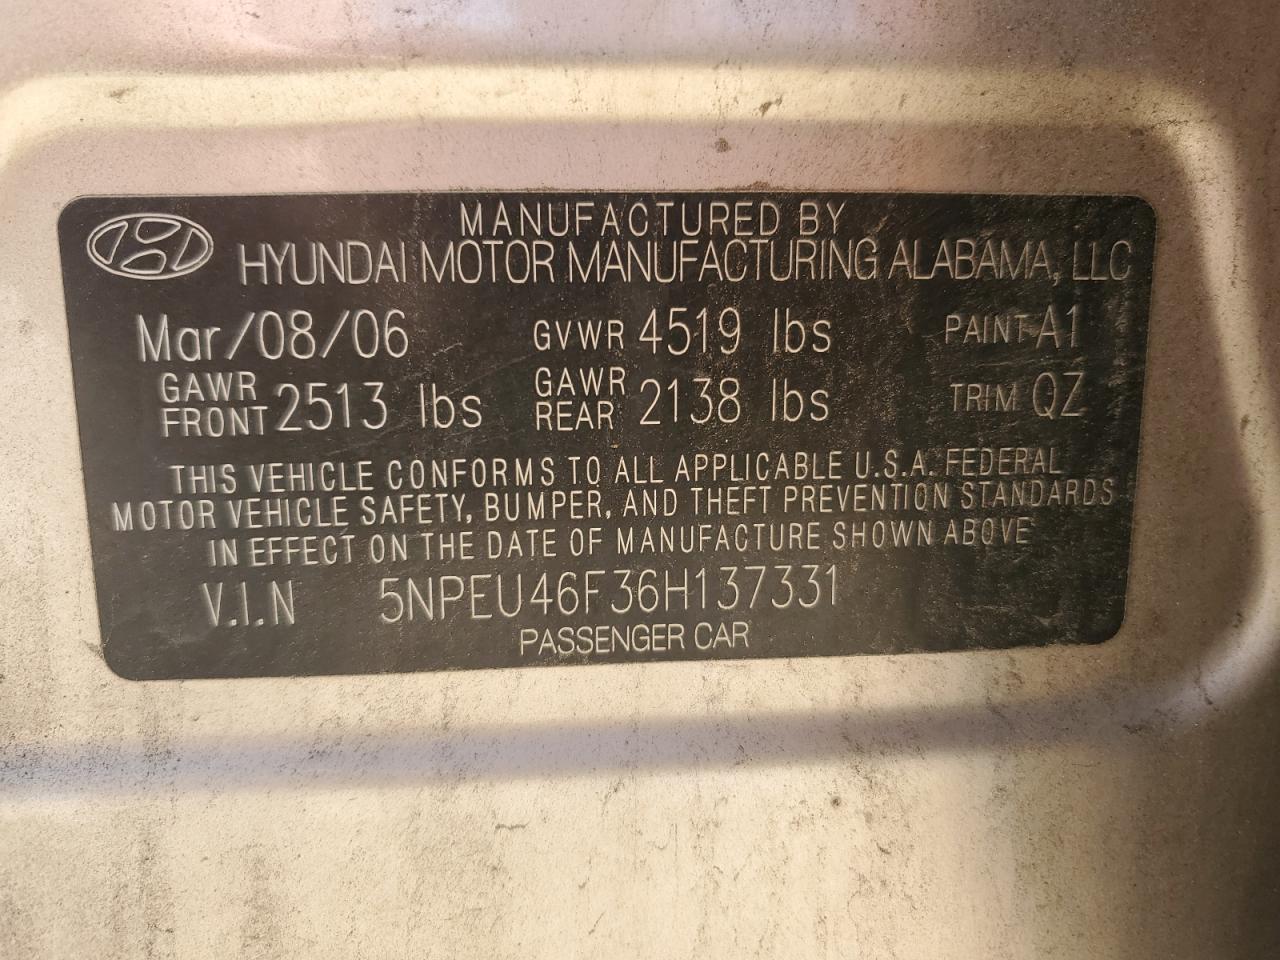 MANUFACTURED BY
HYUNDAI MOTOR MANUFACTURING ALABAMA, LLC
Mar/08/06 GVWR 4519 lbs PAINT A1
GAWR FRONT 2513 lbs GAWR REAR 2138 lbs TRIM QZ
THIS VEHICLE CONFORMS TO ALL APPLICABLE U.S.A. FEDERAL
MOTOR VEHICLE SAFETY, BUMPER, AND THEFT PREVENTION STANDARDS
IN EFFECT ON THE DATE OF MANUFACTURE SHOWN ABOVE
V.I.N 5NPEU46F36H137331
PASSENGER CAR